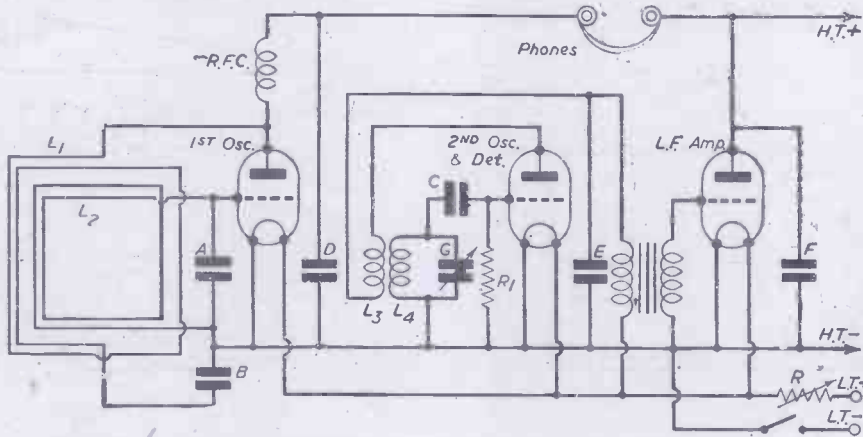 H.T.+
Phones
R.F.C.
L1
1ST Osc.
2ND Osc.
& Det.
L.F. Amp.
C
L2
A
D
G
E
F
R1
L3 L4
H.T.-
B
R
L.T.+
L.T.-